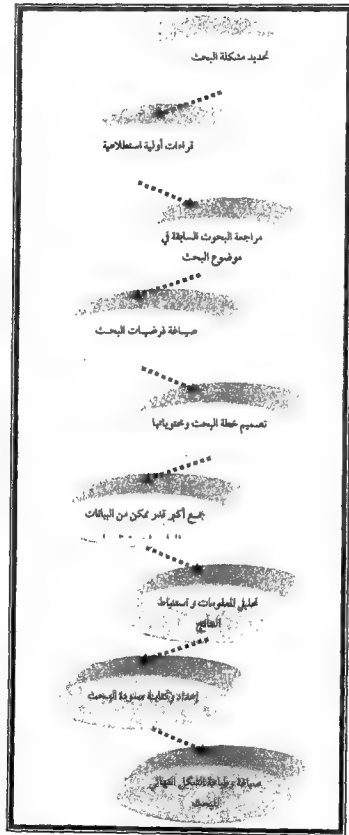 تحديد مشكلة البحث
قراءات أولية استطلاعية
مراجعة البحوث السابقة في
موضوع البحث
صياغة فرضيات البحث
تصميم خطة البحث ومحتوياتها
جمع أكبر قدر ممكن من البيانات
تحليل المعلومات و استنباط
النتائج
إعداد وكتابة مسودة البحث
صياغة وطباعة الشكل النهائي
للبحث